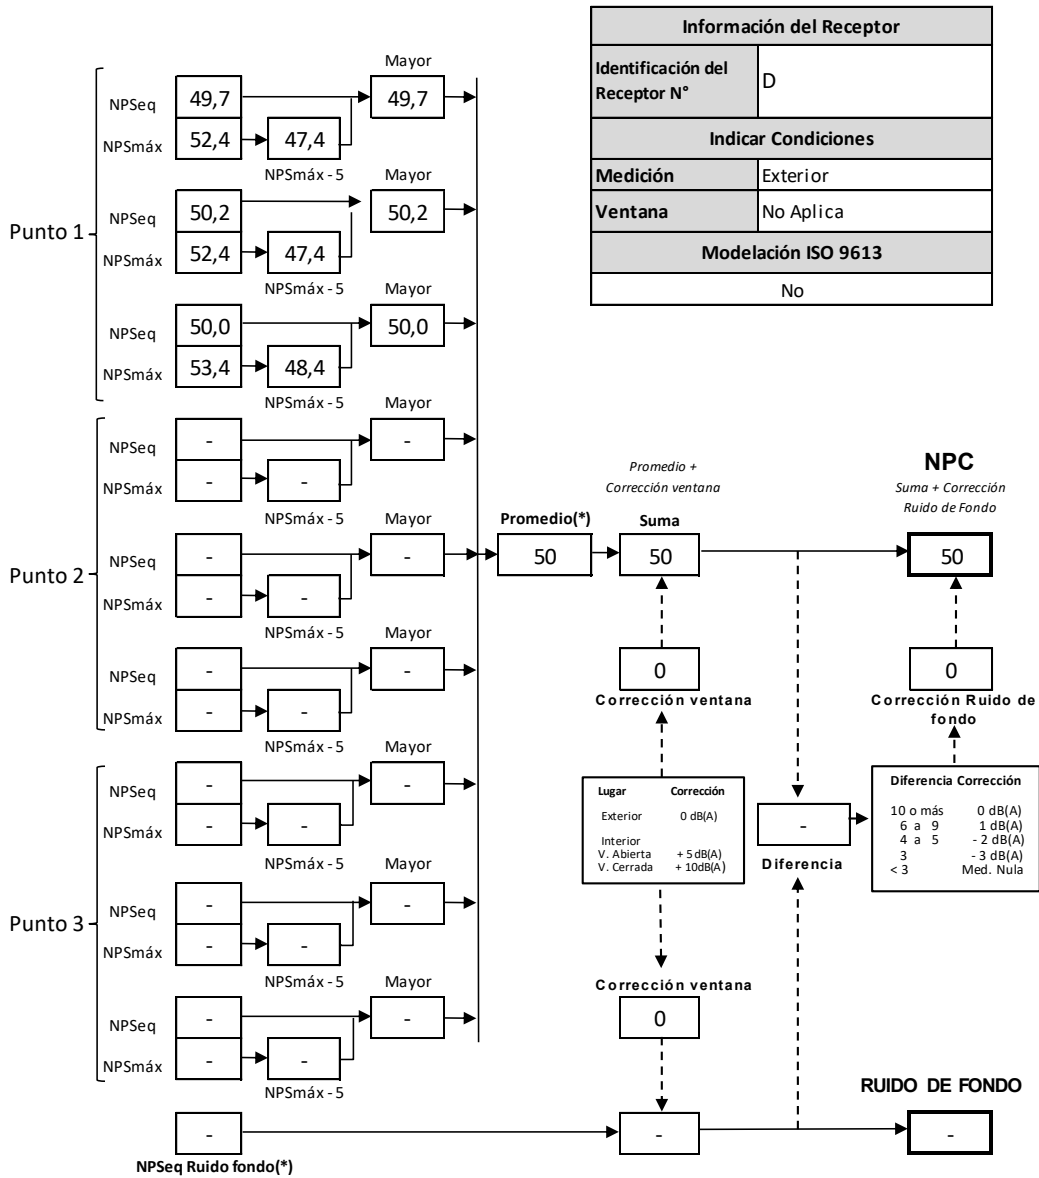 Información del Receptor
Identificación del Receptor N° D
Indicar Condiciones
Medición Exterior
Ventana No Aplica
Modelación ISO 9613
No
Punto 1
Mayor
NPSeq 49,7 49,7
NPSmáx 52,4 47,4
NPSmáx - 5 Mayor
NPSeq 50,2 50,2
NPSmáx 52,4 47,4
NPSmáx - 5 Mayor
NPSeq 50,0 50,0
NPSmáx 53,4 48,4
NPSmáx - 5 Mayor
Punto 2
NPSeq - -
NPSmáx - -
NPSmáx - 5 Mayor
NPSeq - -
NPSmáx - -
NPSmáx - 5 Mayor
NPSeq - -
NPSmáx - -
NPSmáx - 5 Mayor
Punto 3
NPSeq - -
NPSmáx - -
NPSmáx - 5 Mayor
NPSeq - -
NPSmáx - -
NPSmáx - 5 Mayor
NPSeq - -
NPSmáx - -
NPSmáx - 5
-
NPSeq Ruido fondo(*)
Promedio(*)
50
Promedio +
Corrección ventana
Suma
50
0
Corrección ventana
Lugar Corrección
Exterior 0 dB(A)
Interior
V. Abierta + 5 dB(A)
V. Cerrada + 10dB(A)
Corrección ventana
0
-
-
Diferencia
NPC
Suma + Corrección
Ruido de Fondo
50
0
Corrección Ruido de
fondo
Diferencia Corrección
10 o más 0 dB(A)
6 a 9 1 dB(A)
4 a 5 - 2 dB(A)
3 - 3 dB(A)
< 3 Med. Nula
RUIDO DE FONDO
-